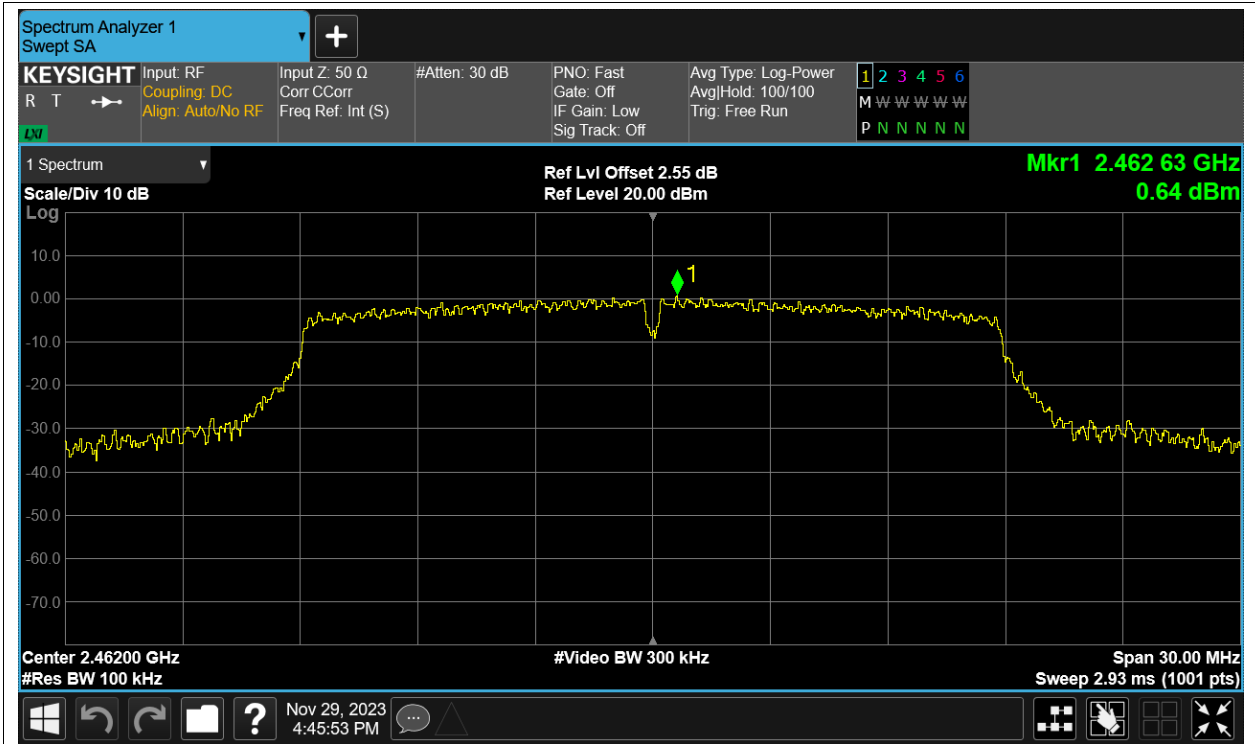 Spectrum Analyzer 1
Swept SA
KEYSIGHT
R T
LXI
Input: RF
Coupling: DC
Align: Auto/No RF
Input Z: 50 Ω
Corr CCorr
Freq Ref: Int (S)
#Atten: 30 dB
PNO: Fast
Gate: Off
IF Gain: Low
Sig Track: Off
Avg Type: Log-Power
Avg|Hold: 100/100
Trig: Free Run
1 2 3 4 5 6
M W W W W W
P N N N N N
1 Spectrum
Scale/Div 10 dB
Log
Ref Lvl Offset 2.55 dB
Ref Level 20.00 dBm
Mkr1 2.462 63 GHz
0.64 dBm
10.0
0.00
-10.0
-20.0
-30.0
-40.0
-50.0
-60.0
-70.0
1
Center 2.46200 GHz
#Res BW 100 kHz
#Video BW 300 kHz
Span 30.00 MHz
Sweep 2.93 ms (1001 pts)
?
Nov 29, 2023
4:45:53 PM